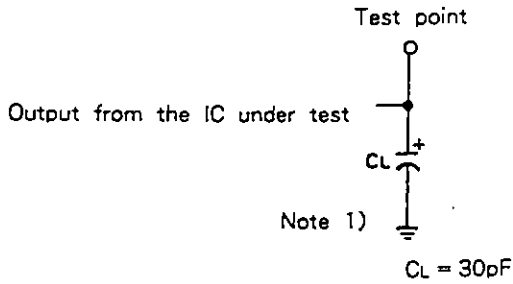 Test point
Output from the IC under test
+
CL
Note 1)
CL = 30pF